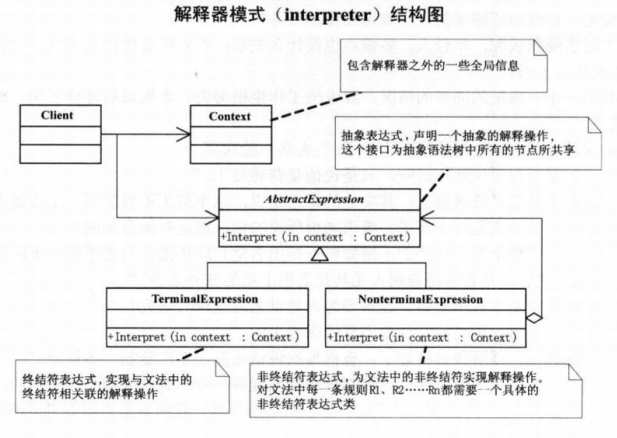 解释器模式（interpreter）结构图
包含解释器之外的一些全局信息
Client
Context
抽象表达式，声明一个抽象的解释操作，
这个接口为抽象语法树中所有的节点所共享
AbstractExpression
+Interpret(in context : Context)
TerminalExpression
+Interpret(in context : Context)
NonterminalExpression
+Interpret(in context : Context)
终结符表达式，实现与文法中的
终结符相关联的解释操作
非终结符表达式，为文法中的非终结符实现解释操作。
对文法中每一条规则R1、R2……Rn都需要一个具体的
非终结符表达式类